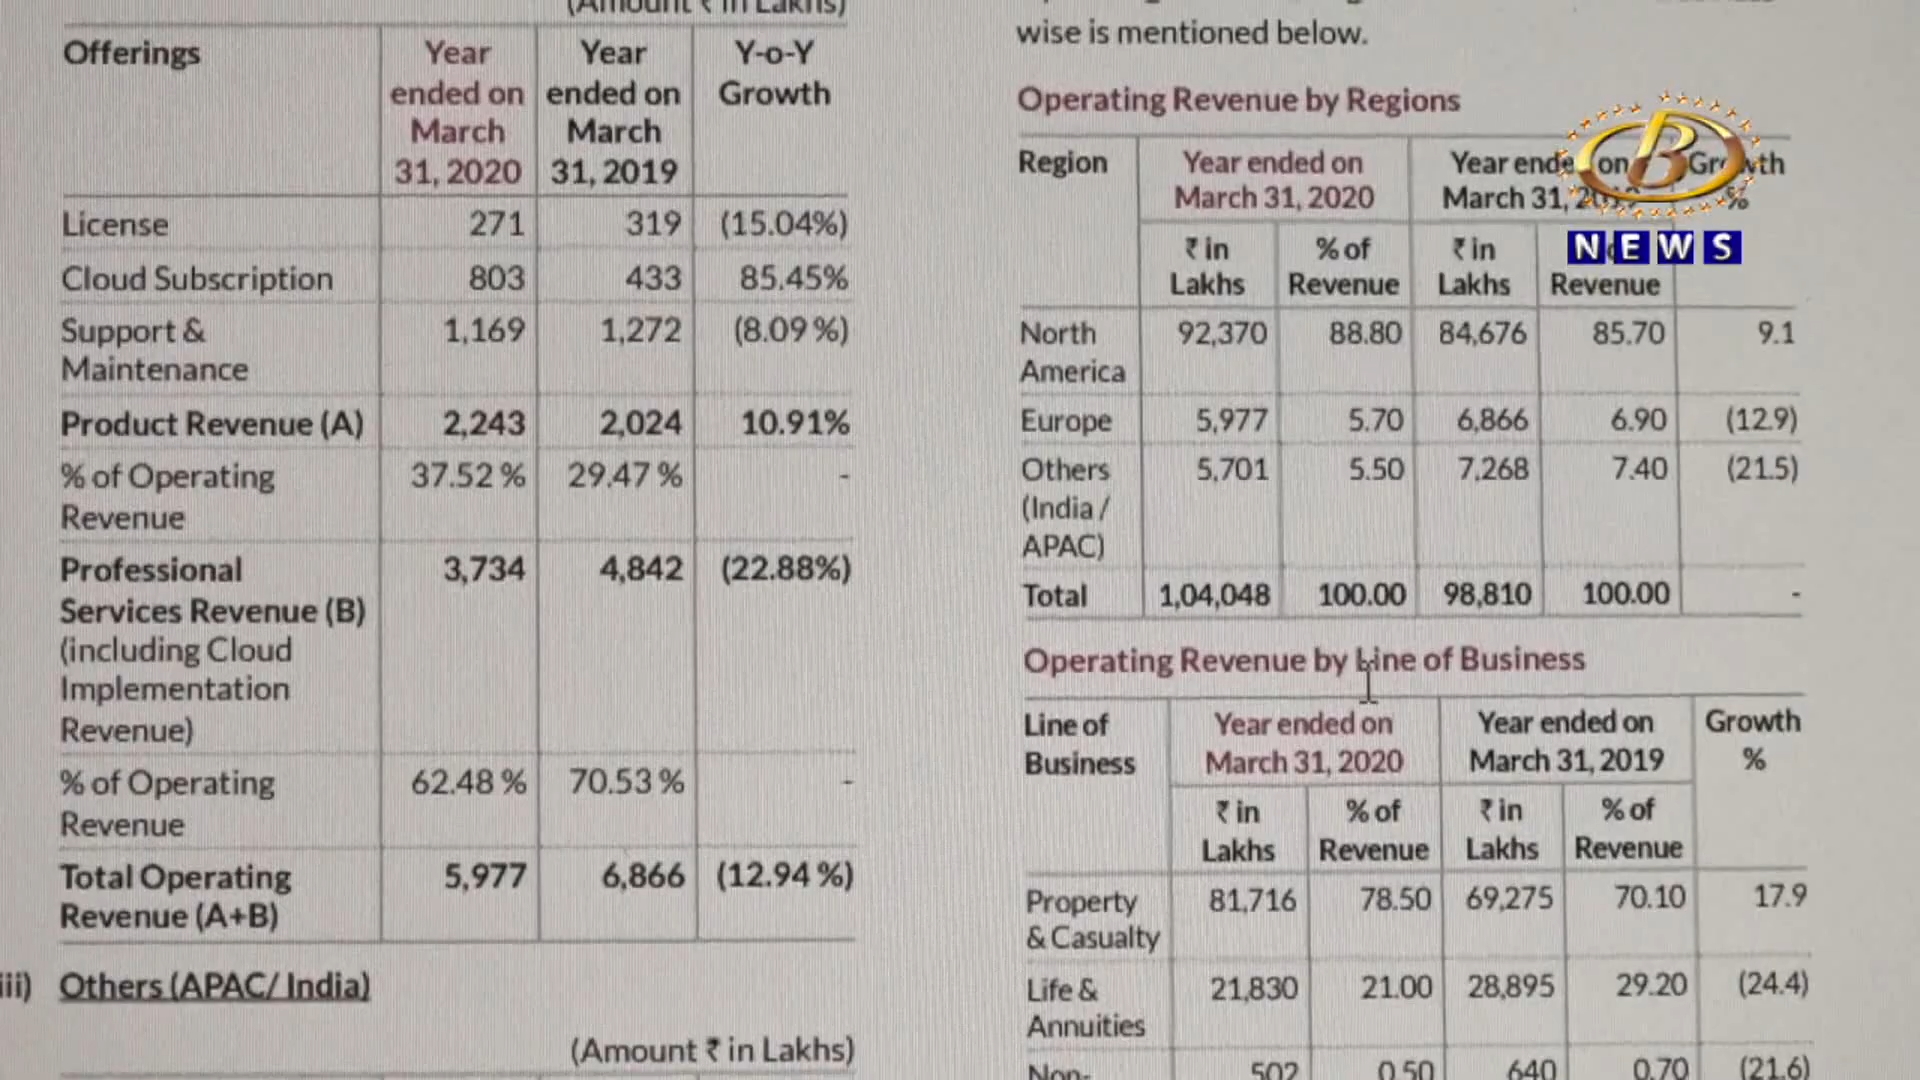 (Amount ₹ in Lakhs)
Offerings Year ended on March 31, 2020 Year ended on March 31, 2019 Y-o-Y Growth
License 271 319 (15.04%)
Cloud Subscription 803 433 85.45%
Support & Maintenance 1,169 1,272 (8.09 %)
Product Revenue (A) 2,243 2,024 10.91%
% of Operating Revenue 37.52 % 29.47 % -
Professional Services Revenue (B) (including Cloud Implementation Revenue) 3,734 4,842 (22.88%)
% of Operating Revenue 62.48 % 70.53 % -
Total Operating Revenue (A+B) 5,977 6,866 (12.94 %)
iii) Others (APAC/ India)
(Amount ₹ in Lakhs)
wise is mentioned below.
Operating Revenue by Regions
Region Year ended on March 31, 2020 Year ended on March 31, Growth %
₹ in Lakhs % of Revenue ₹ in Lakhs Revenue
North America 92,370 88.80 84,676 85.70 9.1
Europe 5,977 5.70 6,866 6.90 (12.9)
Others (India / APAC) 5,701 5.50 7,268 7.40 (21.5)
Total 1,04,048 100.00 98,810 100.00 -
Operating Revenue by Line of Business
Line of Business Year ended on March 31, 2020 Year ended on March 31, 2019 Growth %
₹ in Lakhs % of Revenue ₹ in Lakhs % of Revenue
Property & Casualty 81,716 78.50 69,275 70.10 17.9
Life & Annuities 21,830 21.00 28,895 29.20 (24.4)
Non- 502 0.50 640 0.70 (21.6)
B
NEWS